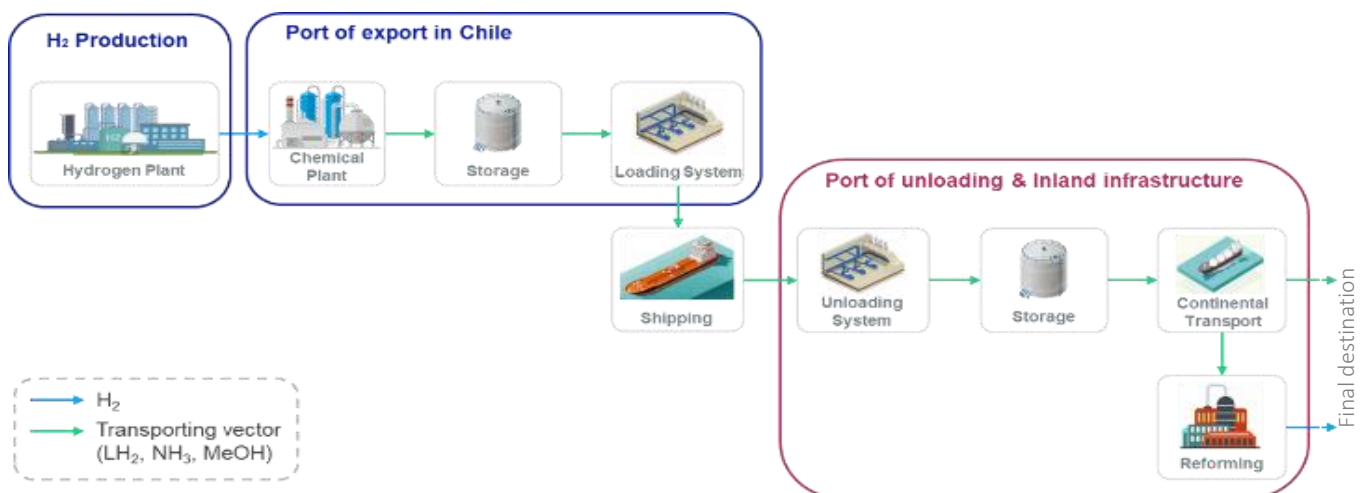 H₂ Production
Hydrogen Plant
Port of export in Chile
Chemical
Plant
Storage
Loading System
Shipping
Port of unloading & Inland infrastructure
Unloading
System
Storage
Continental
Transport
Reforming
Final destination
H₂
Transporting vector
(LH₂, NH₃, MeOH)